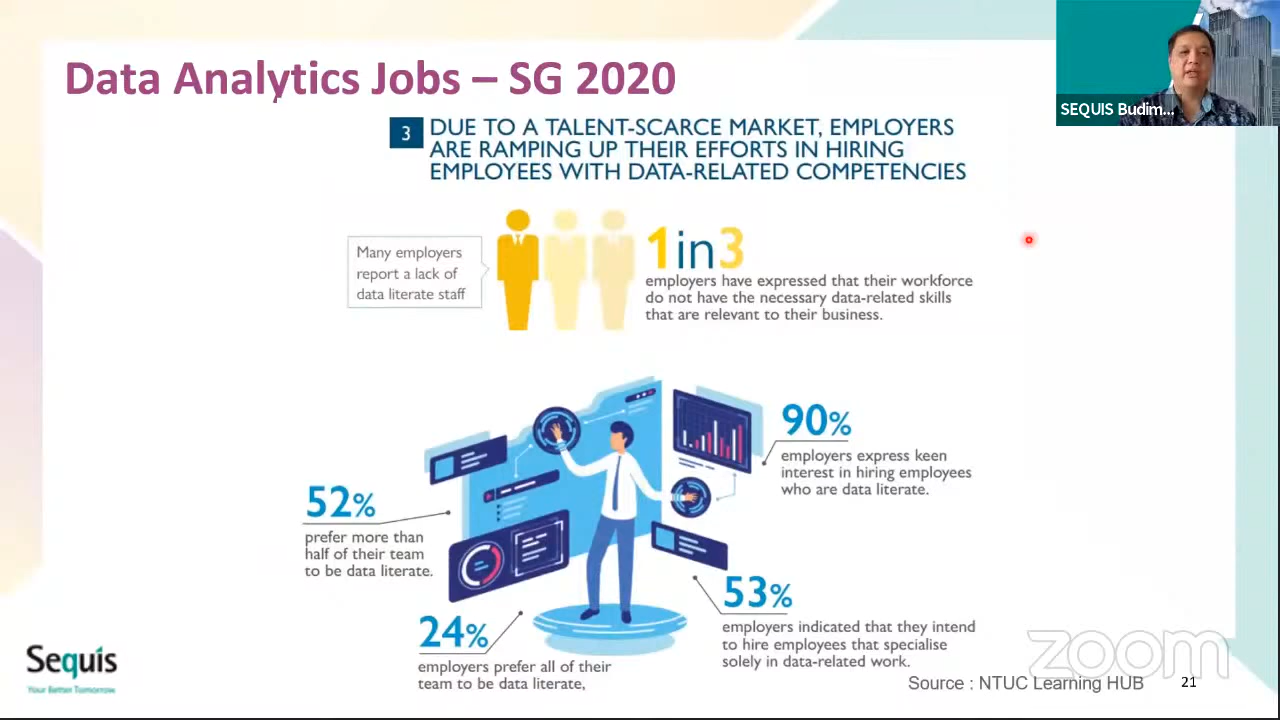 Data Analytics Jobs – SG 2020
SEQUIS Budim...
3
DUE TO A TALENT-SCARCE MARKET, EMPLOYERS
ARE RAMPING UP THEIR EFFORTS IN HIRING
EMPLOYEES WITH DATA-RELATED COMPETENCIES
Many employers
report a lack of
data literate staff
1in3
employers have expressed that their workforce
do not have the necessary data-related skills
that are relevant to their business.
90%
employers express keen
interest in hiring employees
who are data literate.
52%
prefer more than
half of their team
to be data literate.
53%
employers indicated that they intend
to hire employees that specialise
solely in data-related work.
24%
employers prefer all of their
team to be data literate,
Sequis
Your Better Tomorrow
zoom
Source : NTUC Learning HUB
21